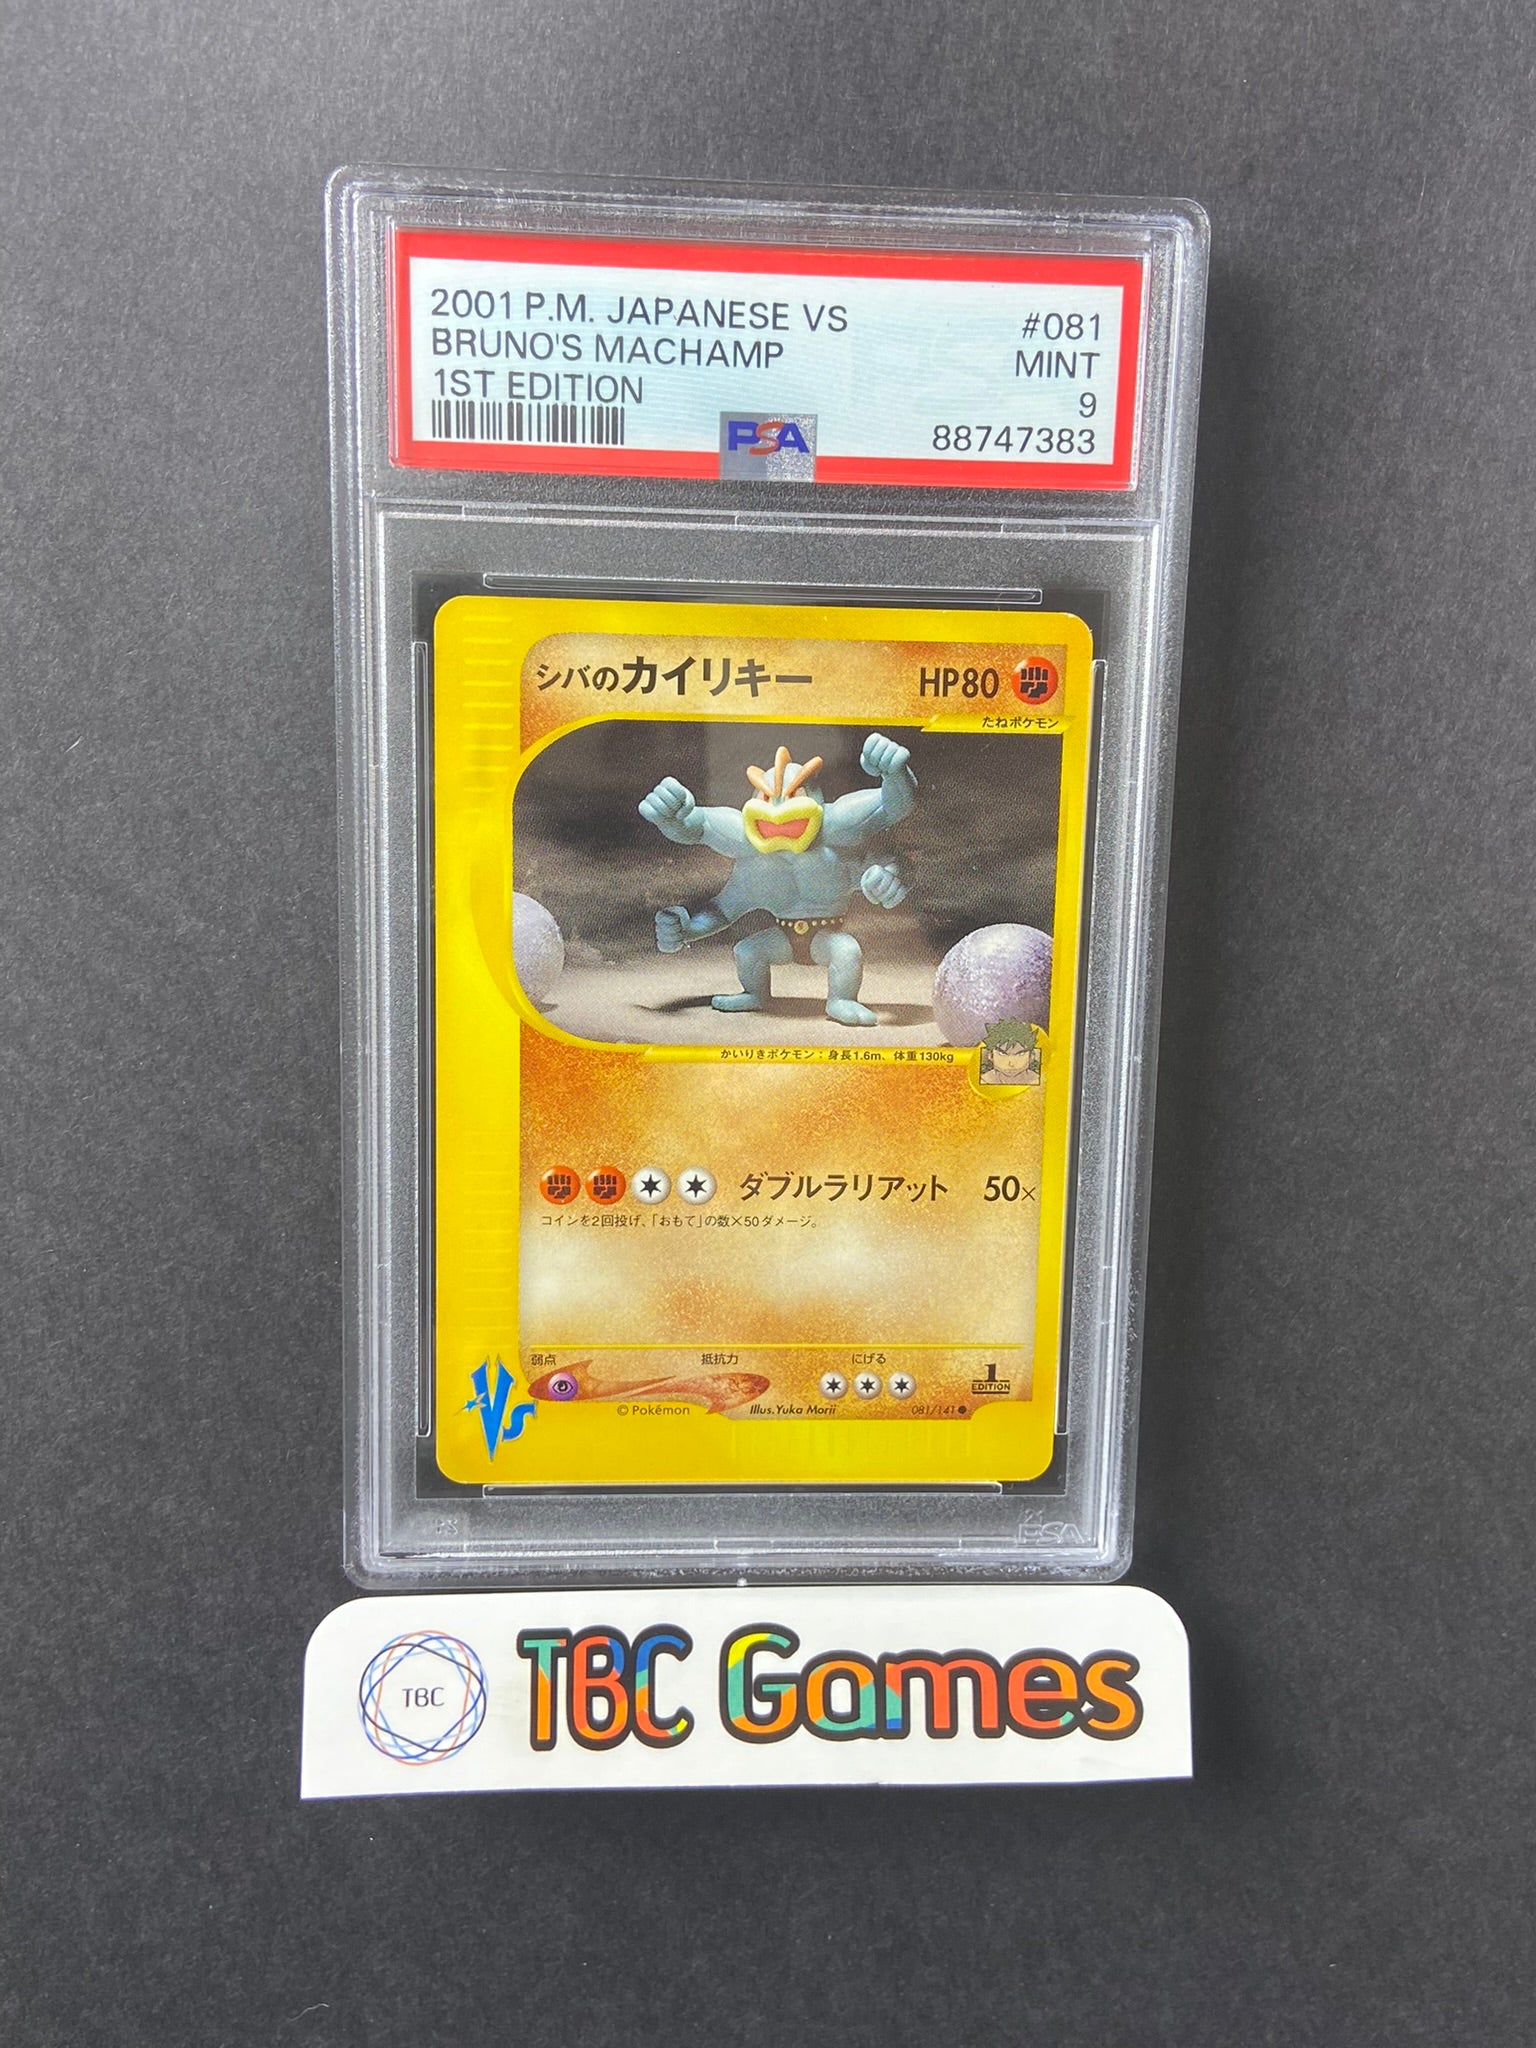 2001 P.M. JAPANESE VS #081
BRUNO'S MACHAMP MINT
1ST EDITION 9
PSA 88747383
シバのカイリキー HP80
たねポケモン
かいりきポケモン：身長1.6m、体重130kg
ダブルラリアット 50×
コインを2回投げ、「おもて」の数×50ダメージ。
弱点 抵抗力 にげる
1
EDITION
VS
© Pokémon Illus. Yuka Morii 081/141
PSA
TBC TBC Games